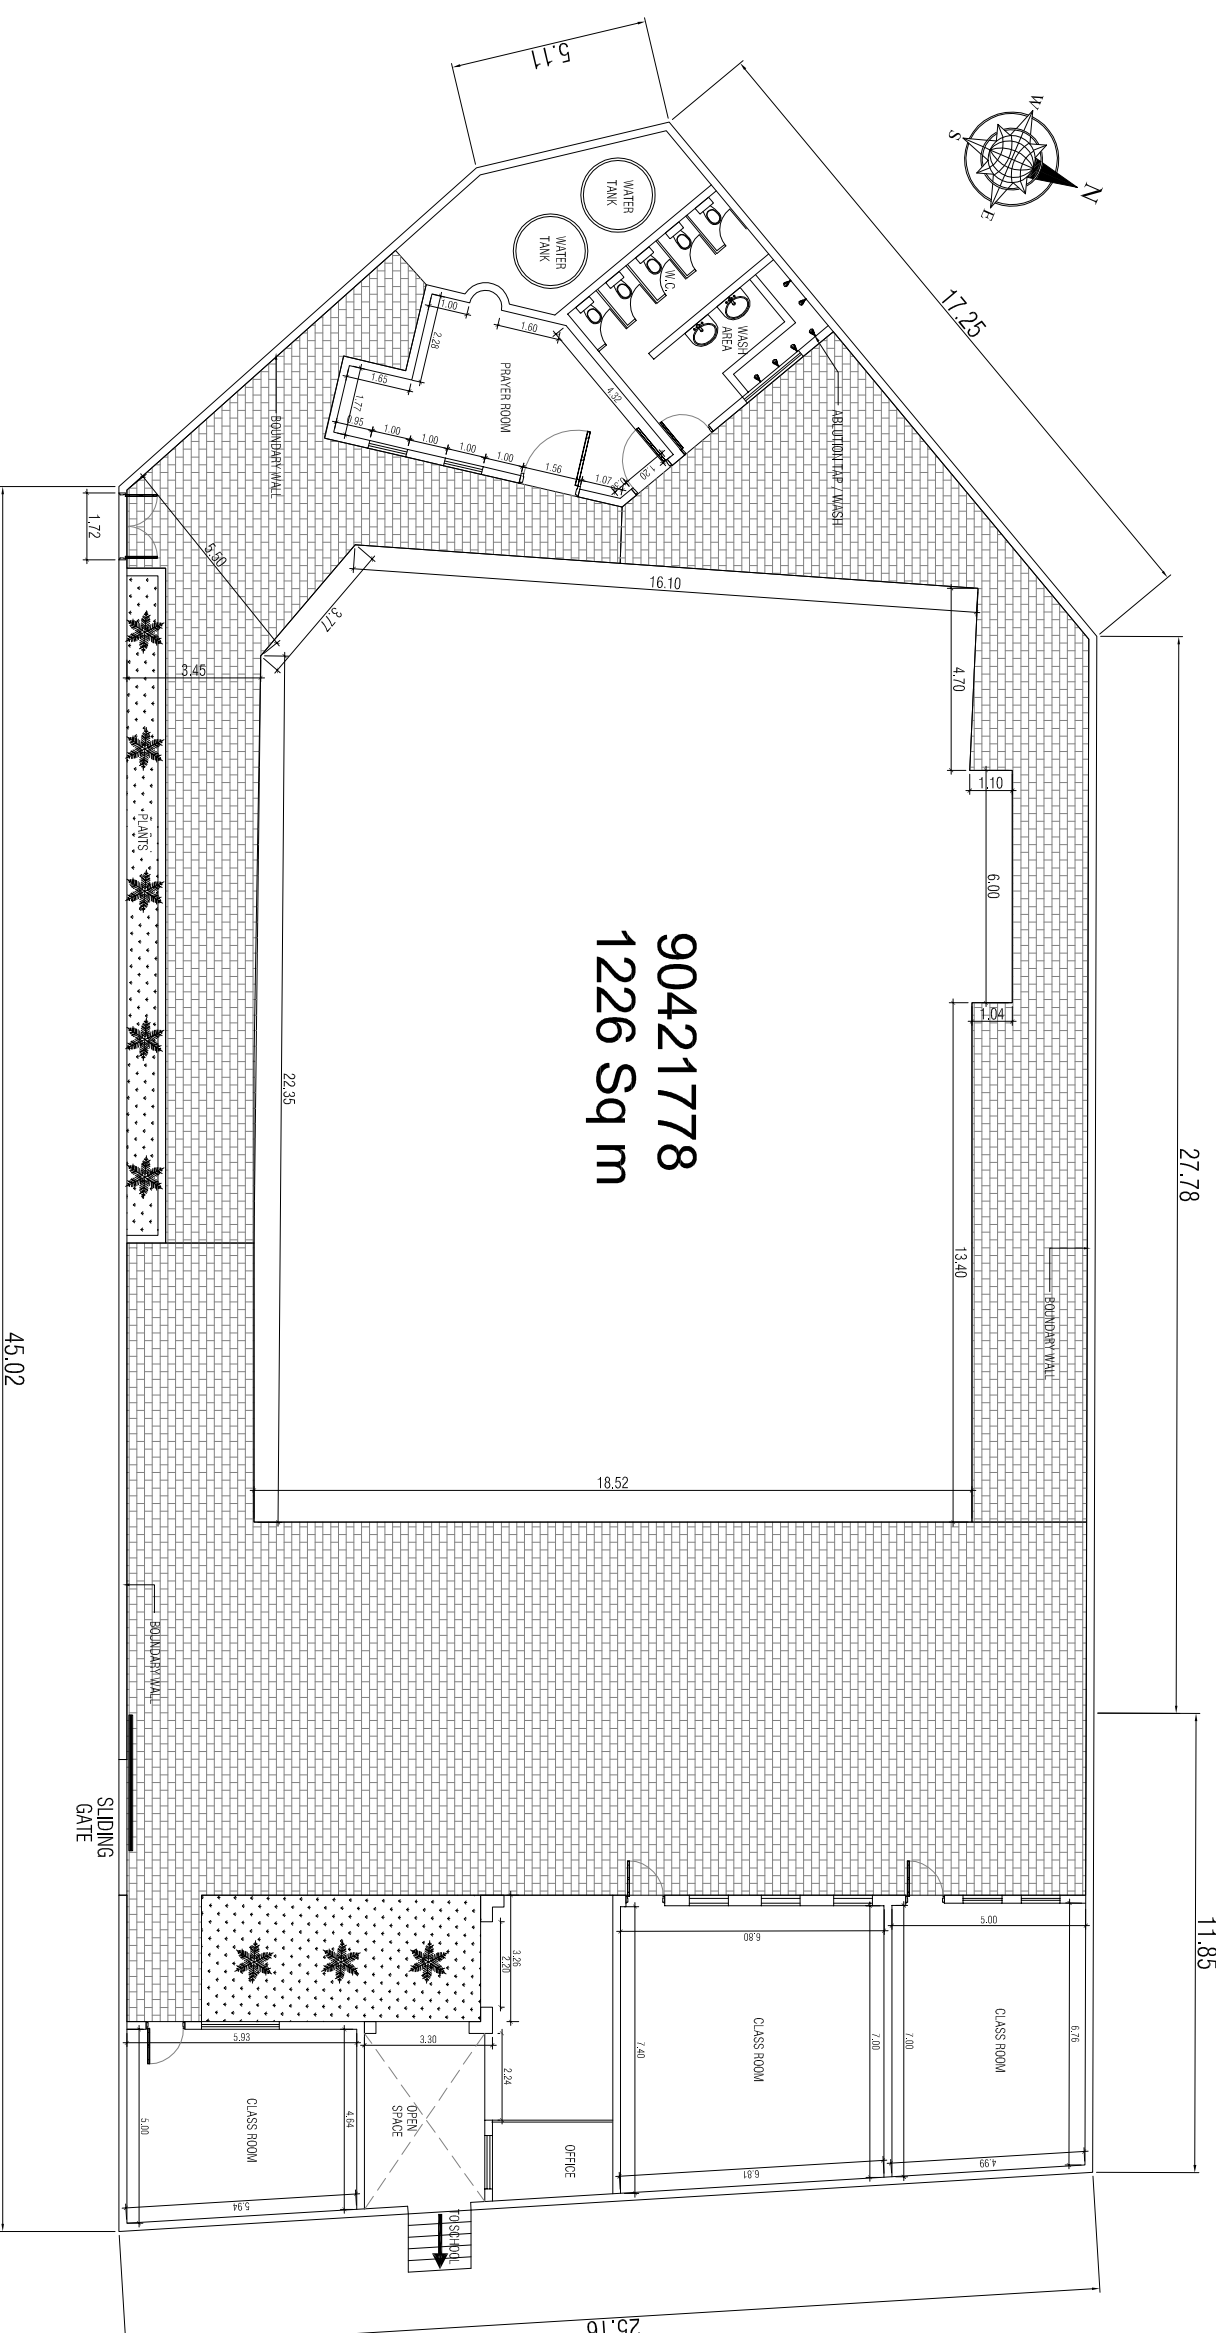 5.11
17.25
W
N
S
E
WATER
TANK
WATER
TANK
W.C.
WASH
AREA
ABLUTION TAP / WASH
PRAYER ROOM
1.00
1.60
2.28
1.65
1.77
0.95
1.00
1.00
1.00
1.00
1.56
1.07
1.20
4.32
BOUNDARY WALL
1.72
5.50
3.77
3.45
16.10
4.70
1.10
6.00
1.04
PLANTS
90421778
1226 Sq m
22.35
13.40
18.52
27.78
BOUNDARY WALL
45.02
BOUNDARY WALL
SLIDING
GATE
11.85
5.00
6.80
3.26
2.20
CLASS ROOM
6.76
7.00
4.99
CLASS ROOM
7.00
7.40
6.81
2.24
OFFICE
3.30
OPEN
SPACE
5.93
CLASS ROOM
4.64
5.00
5.94
TO SCHOOL
25.16